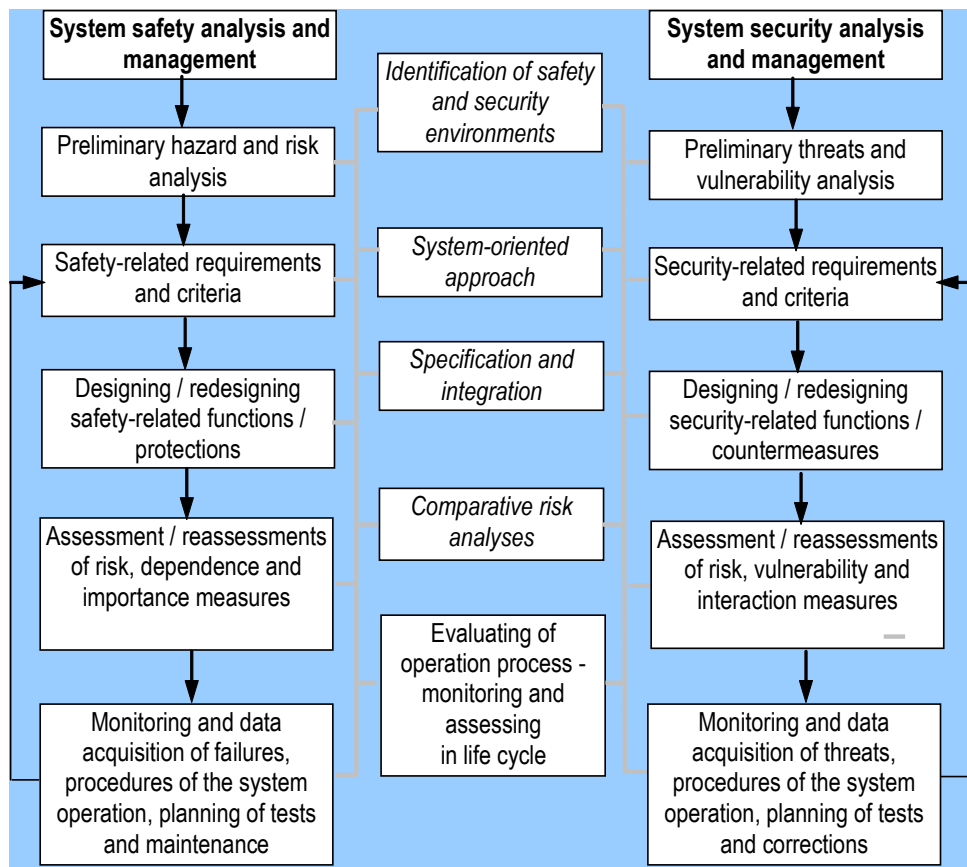 System safety analysis and
management
Preliminary hazard and risk
analysis
Safety-related requirements
and criteria
Designing / redesigning
safety-related functions /
protections
Assessment / reassessments
of risk, dependence and
importance measures
Monitoring and data
acquisition of failures,
procedures of the system
operation, planning of tests
and maintenance
Identification of safety
and security
environments
System-oriented
approach
Specification and
integration
Comparative risk
analyses
Evaluating of
operation process -
monitoring and
assessing
in life cycle
System security analysis
and management
Preliminary threats and
vulnerability analysis
Security-related requirements
and criteria
Designing / redesigning
security-related functions /
countermeasures
Assessment / reassessments
of risk, vulnerability and
interaction measures
Monitoring and data
acquisition of threats,
procedures of the system
operation, planning of tests
and corrections